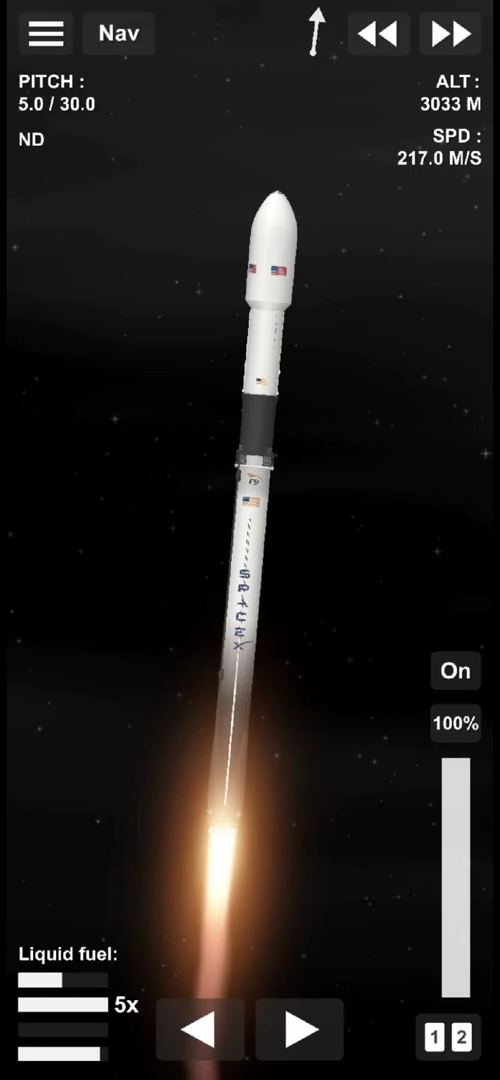 Nav
PITCH :
5.0 / 30.0
ND
ALT :
3033 M
SPD :
217.0 M/S
F9
On
100%
Liquid fuel:
5x
1 2